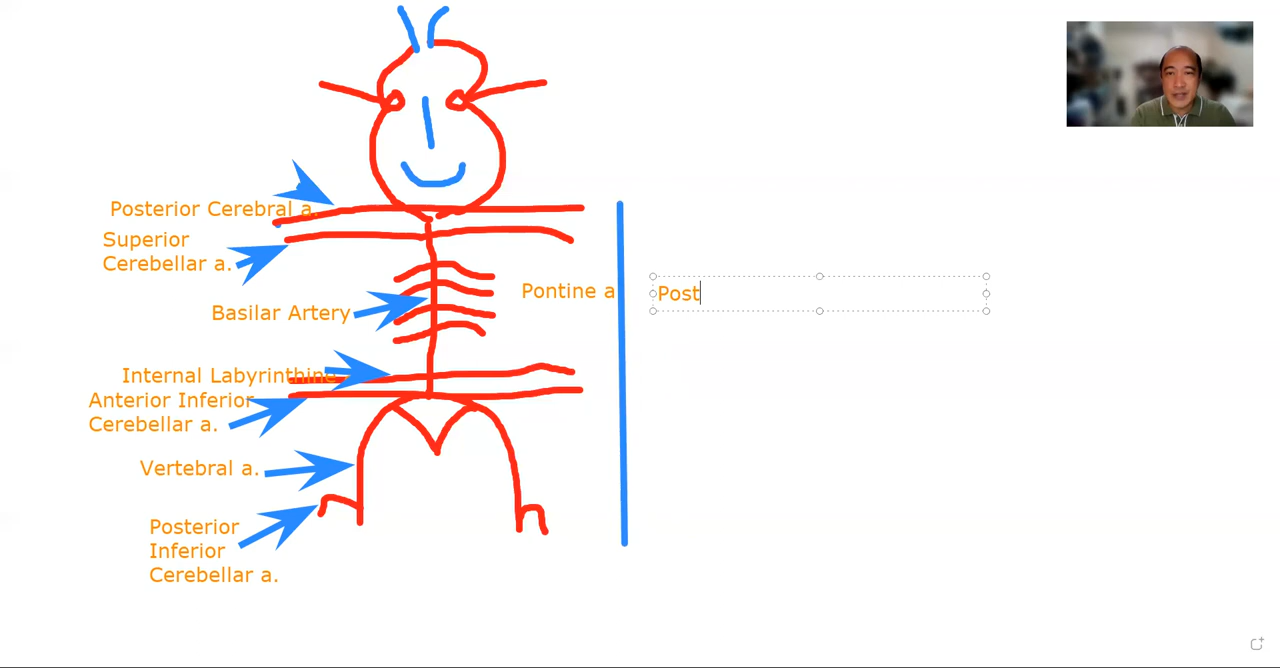 Posterior Cerebral a.
Superior
Cerebellar a.
Pontine a
Post
Basilar Artery
Internal Labyrinthine
Anterior Inferior
Cerebellar a.
Vertebral a.
Posterior
Inferior
Cerebellar a.